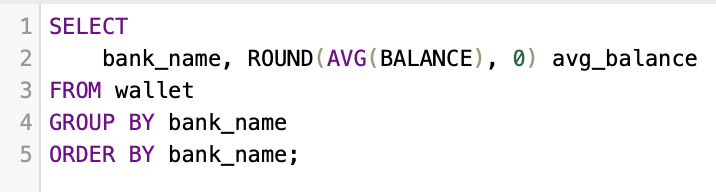 1 SELECT
2     bank_name, ROUND(AVG(BALANCE), 0) avg_balance
3 FROM wallet
4 GROUP BY bank_name
5 ORDER BY bank_name;